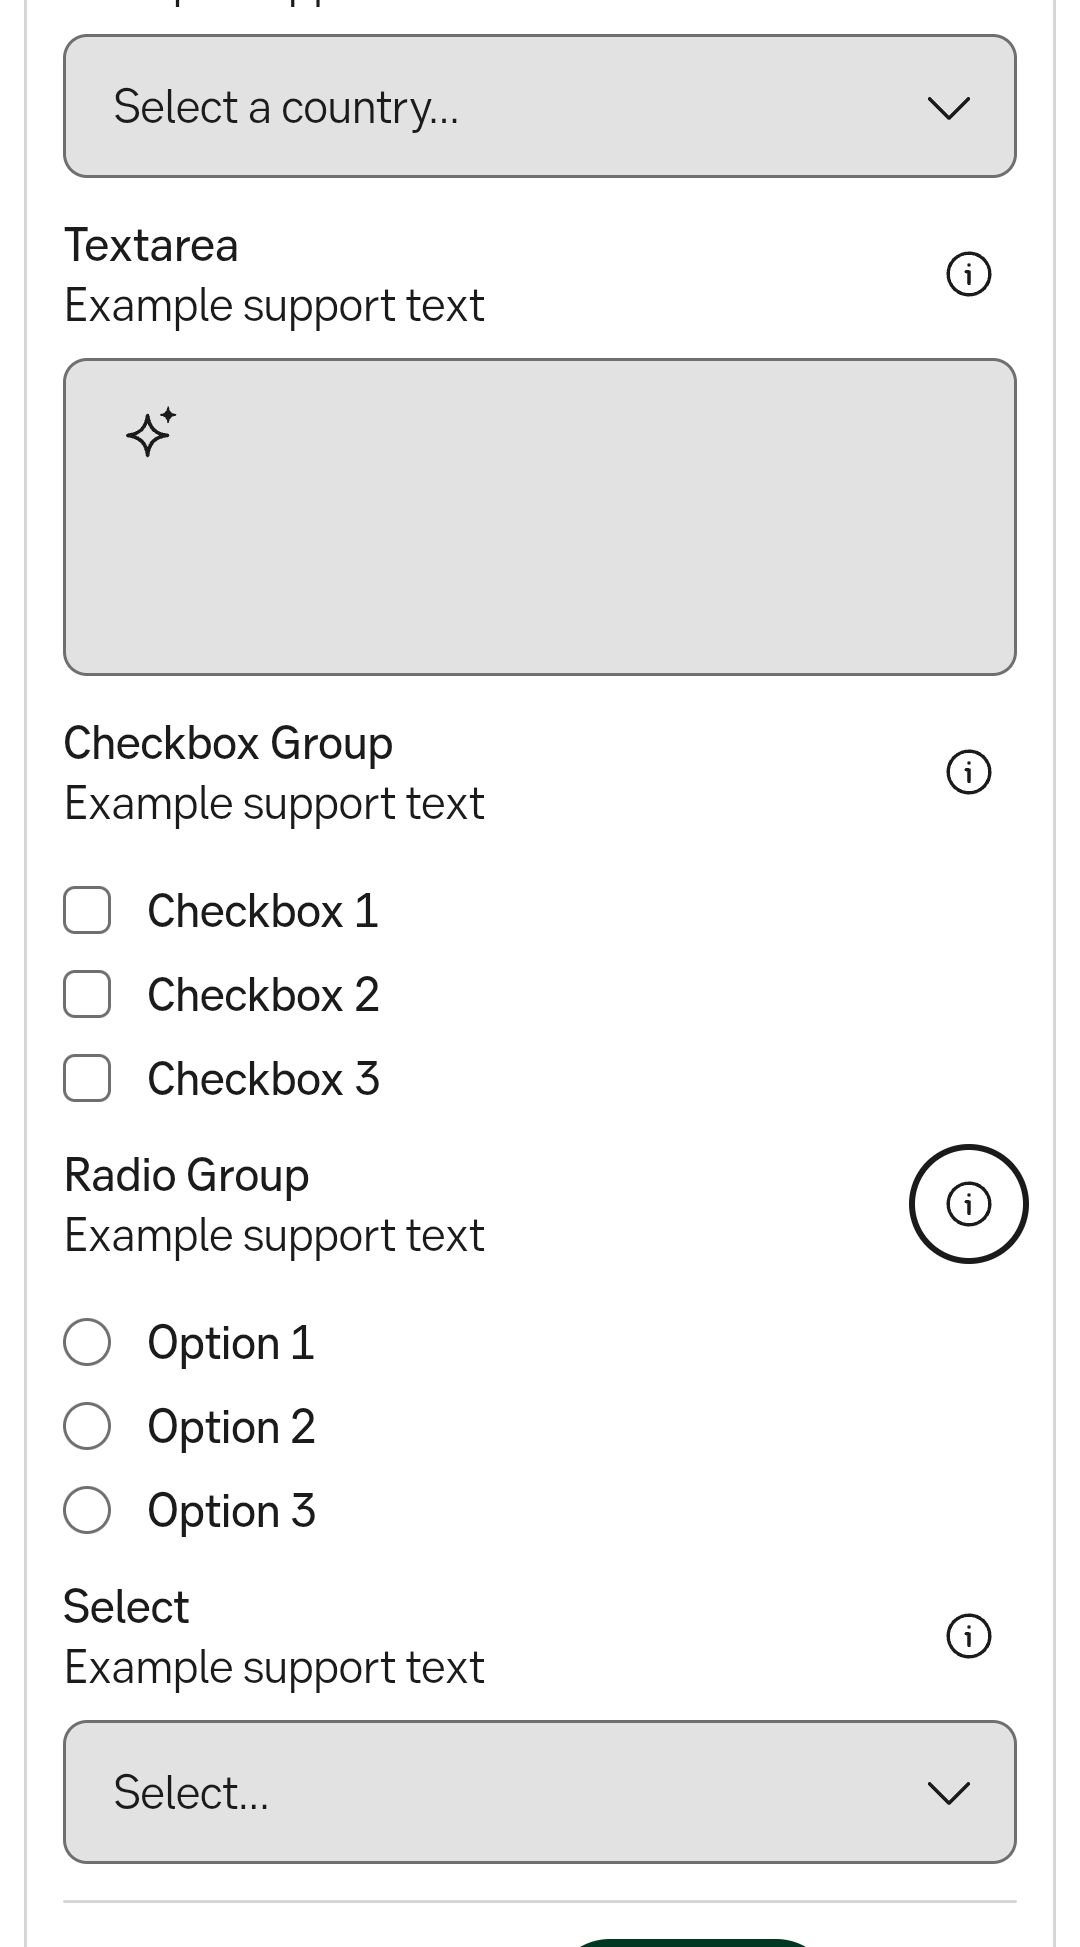 Select a country...
Textarea
Example support text
Checkbox Group
Example support text
Checkbox 1
Checkbox 2
Checkbox 3
Radio Group
Example support text
Option 1
Option 2
Option 3
Select
Example support text
Select...